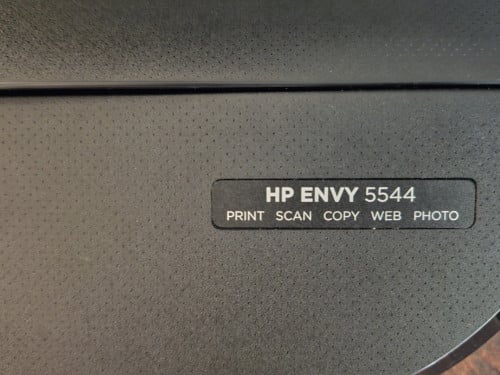 HP ENVY 5544
PRINT SCAN COPY WEB PHOTO